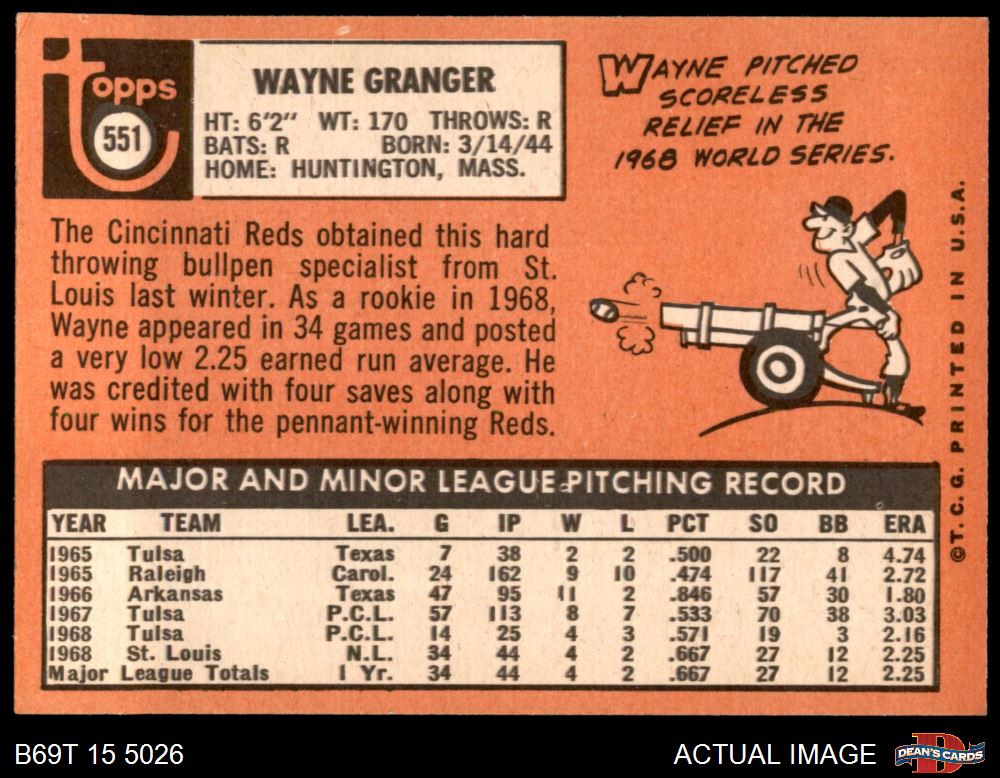 Topps
551
WAYNE GRANGER
HT: 6'2" WT: 170 THROWS: R
BATS: R BORN: 3/14/44
HOME: HUNTINGTON, MASS.
WAYNE PITCHED
SCORELESS
RELIEF IN THE
1968 WORLD SERIES.
The Cincinnati Reds obtained this hard
throwing bullpen specialist from St.
Louis last winter. As a rookie in 1968,
Wayne appeared in 34 games and posted
a very low 2.25 earned run average. He
was credited with four saves along with
four wins for the pennant-winning Reds.
©T.C.G. PRINTED IN U.S.A.
MAJOR AND MINOR LEAGUE PITCHING RECORD
YEAR TEAM LEA. G IP W L PCT SO BB ERA
1965 Tulsa Texas 7 38 2 2 .500 22 8 4.74
1965 Raleigh Carol. 24 162 9 10 .474 117 41 2.72
1966 Arkansas Texas 47 95 11 2 .846 57 30 1.80
1967 Tulsa P.C.L. 57 113 8 7 .533 70 38 3.03
1968 Tulsa P.C.L. 14 25 4 3 .571 19 3 2.16
1968 St. Louis N.L. 34 44 4 2 .667 27 12 2.25
Major League Totals 1 Yr. 34 44 4 2 .667 27 12 2.25
B69T 15 5026
ACTUAL IMAGE
DEAN'S CARDS